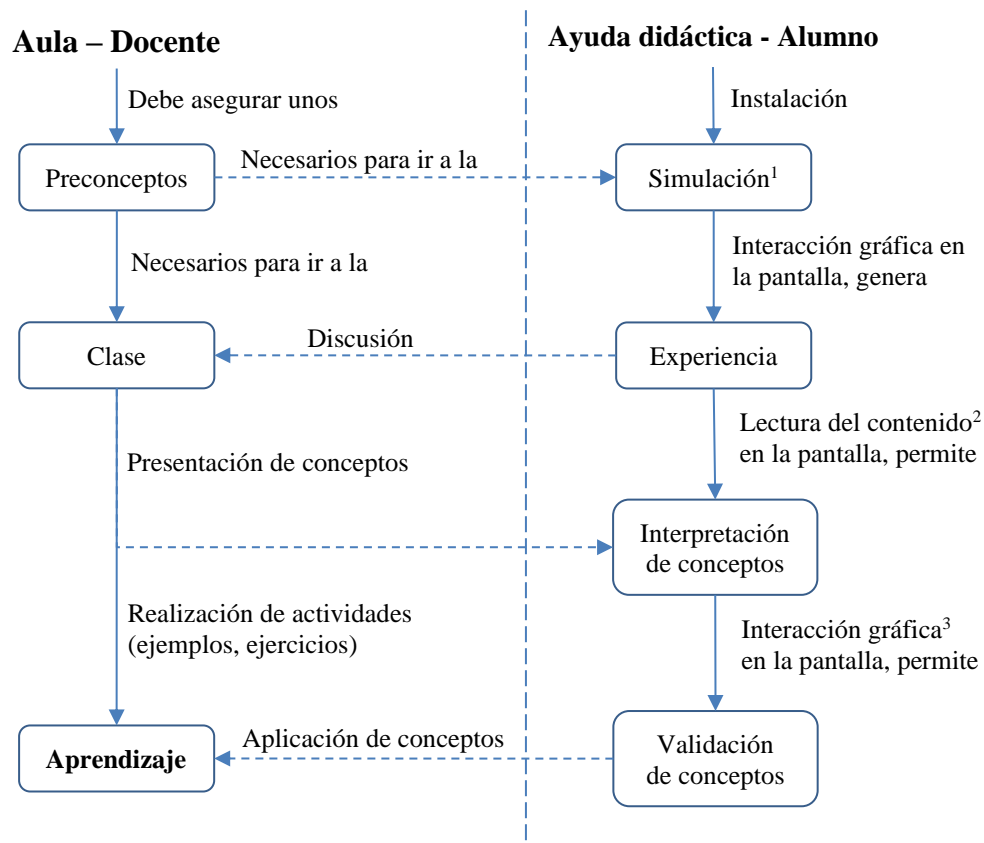 Aula – Docente
Ayuda didáctica - Alumno
Debe asegurar unos
Instalación
Preconceptos
Necesarios para ir a la
Simulación¹
Necesarios para ir a la
Interacción gráfica en
la pantalla, genera
Clase
Discusión
Experiencia
Presentación de conceptos
Lectura del contenido²
en la pantalla, permite
Interpretación
de conceptos
Realización de actividades
(ejemplos, ejercicios)
Interacción gráfica³
en la pantalla, permite
Aprendizaje
Aplicación de conceptos
Validación
de conceptos